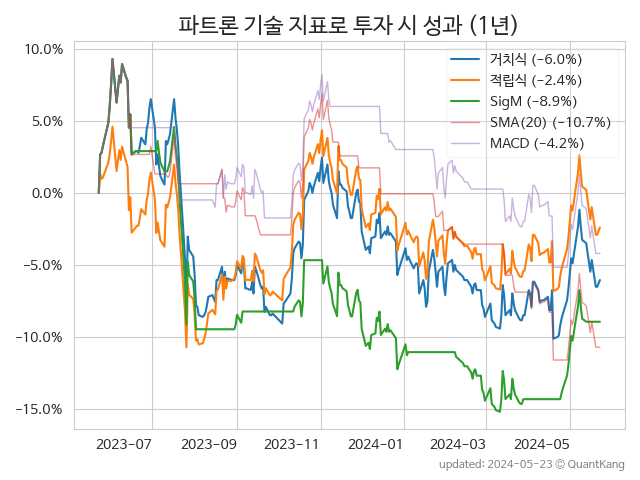 파트론 기술 지표로 투자 시 성과 (1년)
10.0%
5.0%
0.0%
−5.0%
−10.0%
−15.0%
거치식 (−6.0%)
적립식 (−2.4%)
SigM (−8.9%)
SMA(20) (−10.7%)
MACD (−4.2%)
2023-07
2023-09
2023-11
2024-01
2024-03
2024-05
updated: 2024-05-23 © QuantKang